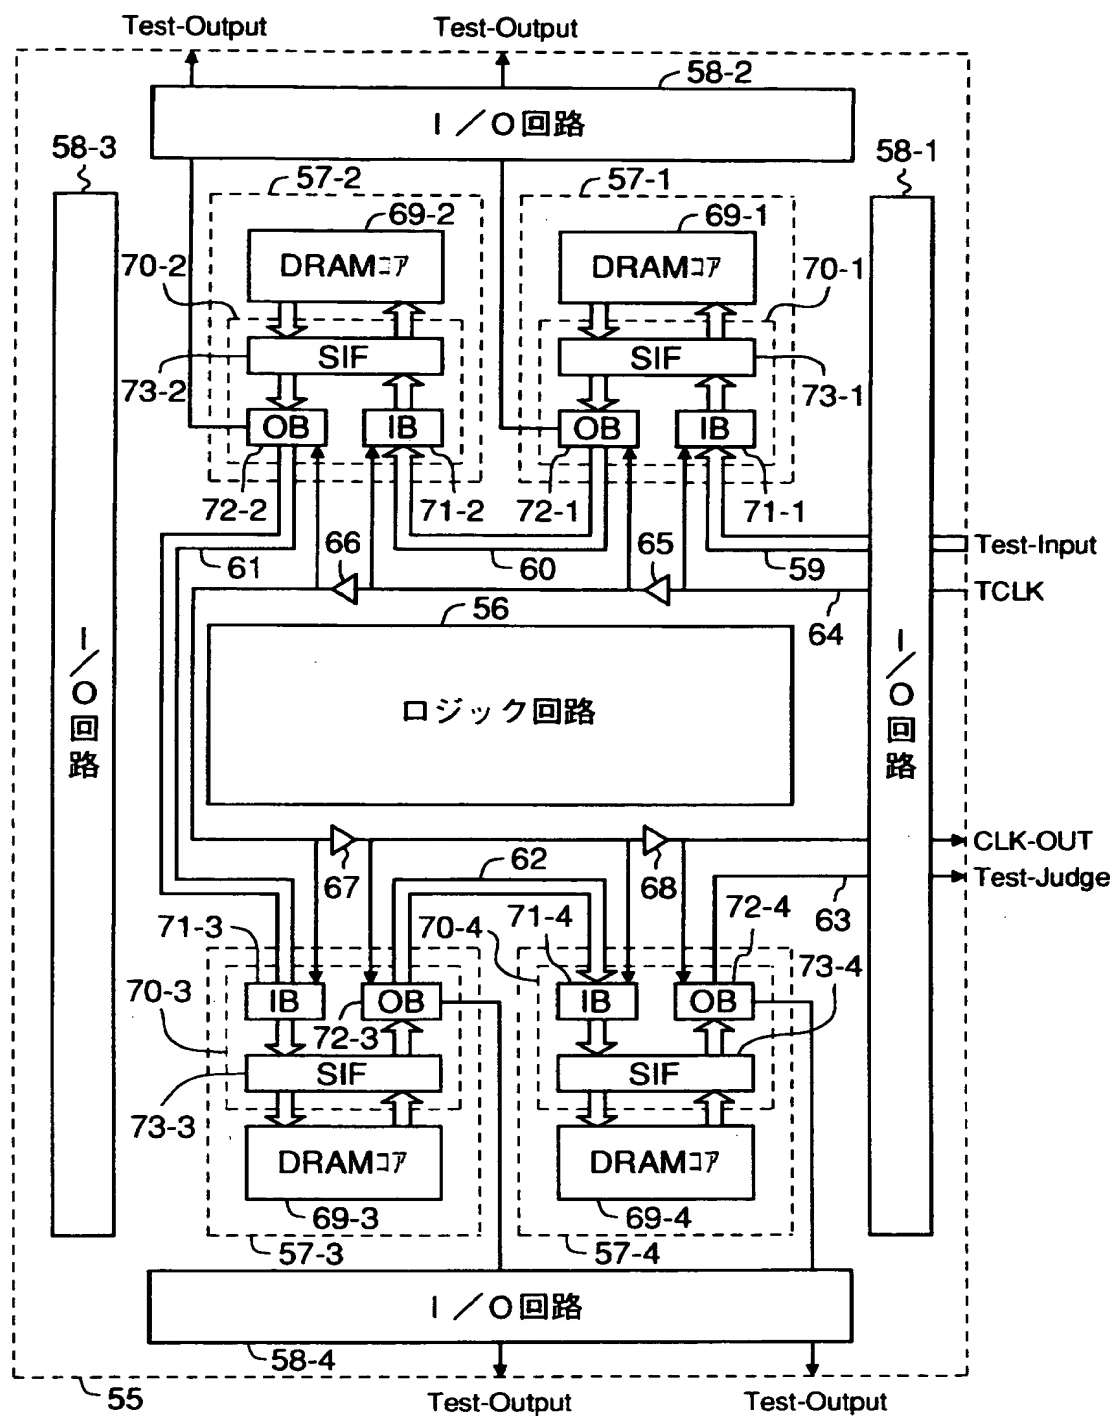 Test-Output
Test-Output
58-2
I/O回路
58-3
58-1
57-2
57-1
69-2
69-1
DRAMコア
DRAMコア
70-2
70-1
SIF
SIF
73-2
73-1
OB
IB
OB
IB
72-2
71-2
72-1
71-1
Test-Input
61
66
60
65
59
TCLK
56
64
I/O回路
ロジック回路
I/O回路
CLK-OUT
67
62
68
Test-Judge
63
71-3
71-4
72-4
70-4
73-4
70-3
IB
OB
IB
OB
72-3
SIF
SIF
73-3
DRAMコア
DRAMコア
69-3
69-4
57-3
57-4
I/O回路
58-4
55
Test-Output
Test-Output